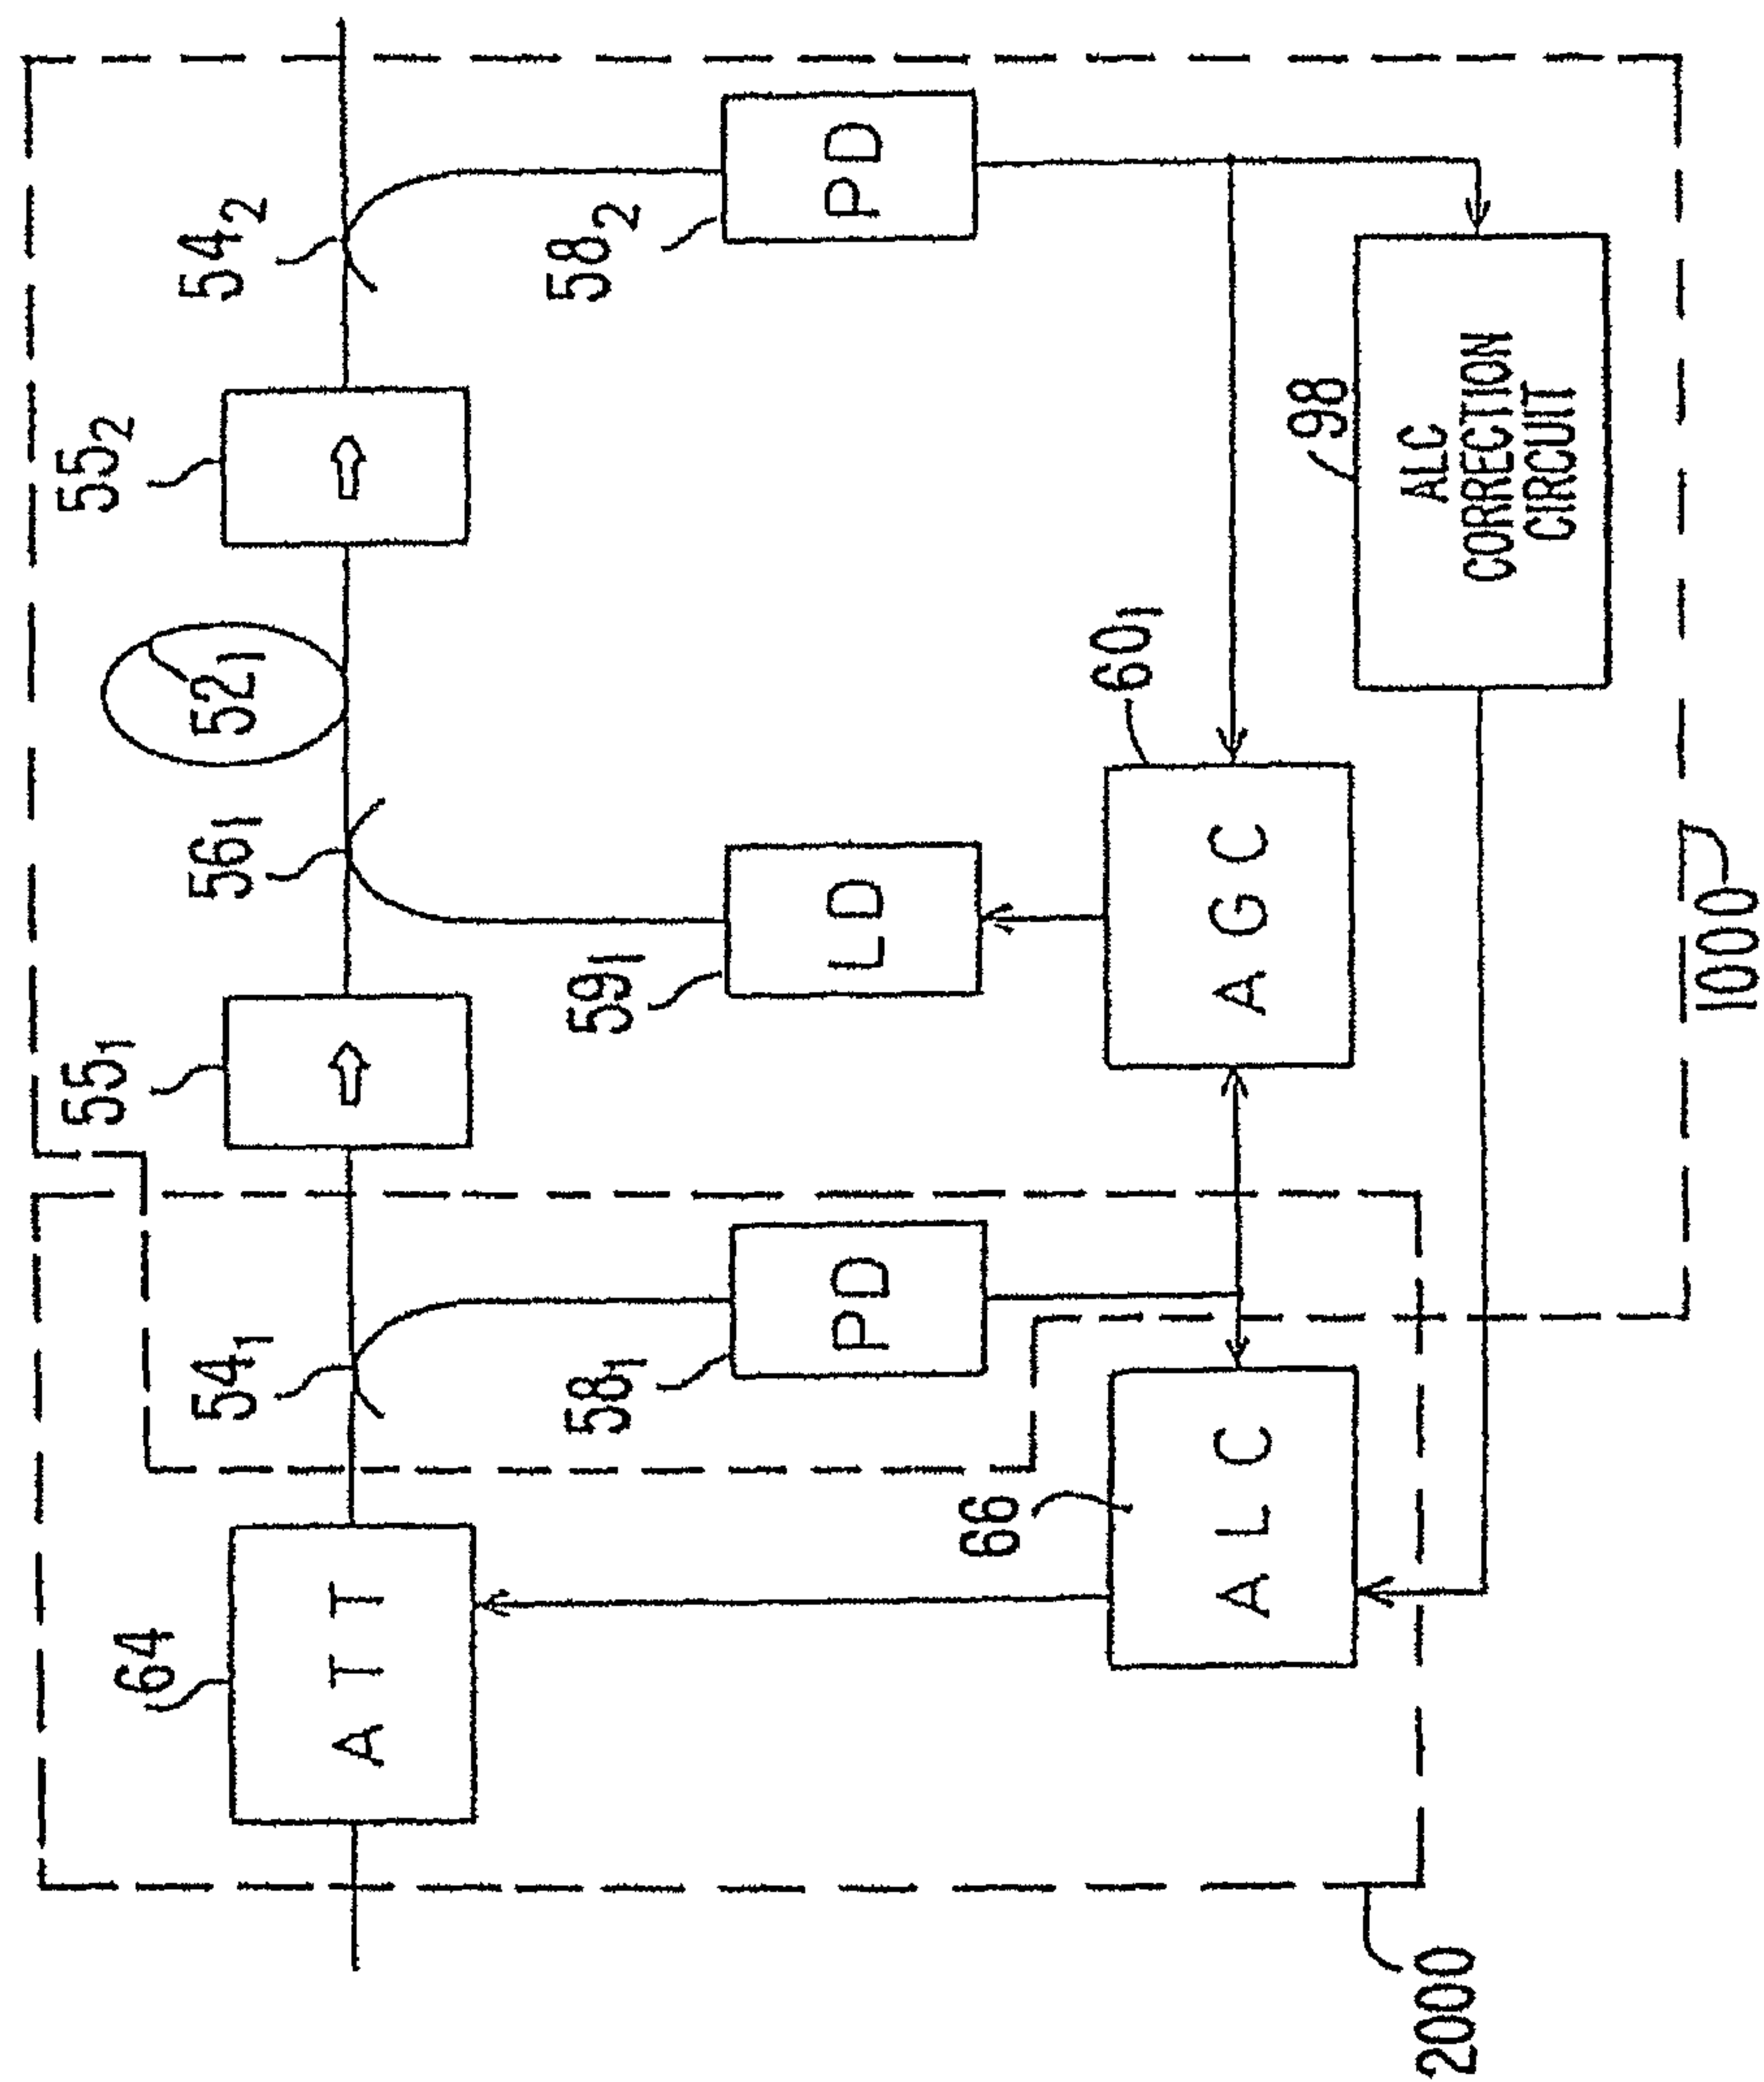 64
ATT
54₁
55₁
56₁
52₁
55₂
54₂
58₁
PD
59₁
LD
58₂
PD
66
ALC
60₁
AGC
98
ALC
CORRECTION
CIRCUIT
2000
1000